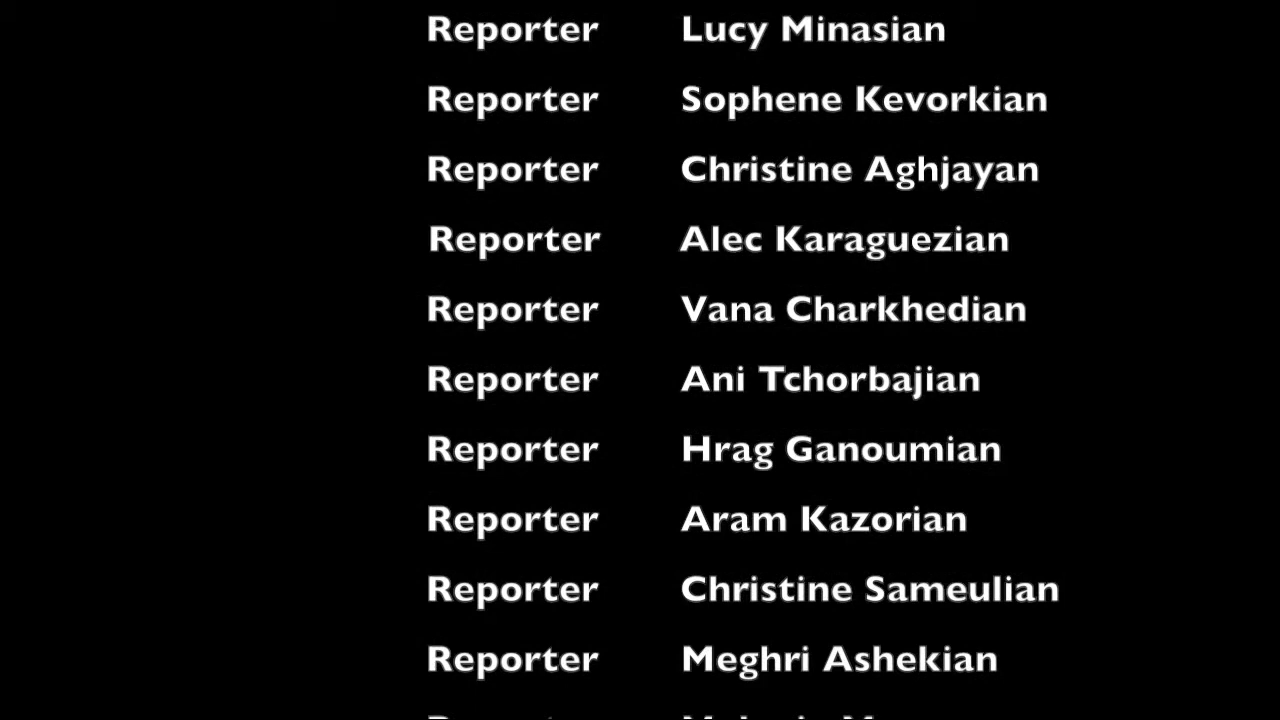 Reporter Lucy Minasian
Reporter Sophene Kevorkian
Reporter Christine Aghjayan
Reporter Alec Karaguezian
Reporter Vana Charkhedian
Reporter Ani Tchorbajian
Reporter Hrag Ganoumian
Reporter Aram Kazorian
Reporter Christine Sameulian
Reporter Meghri Ashekian